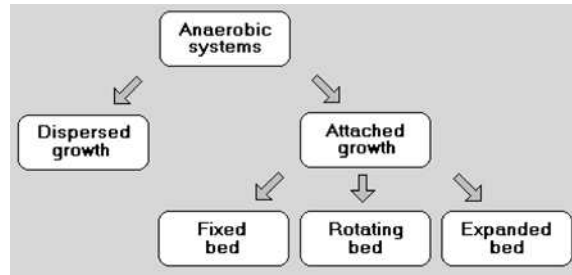 Anaerobic
systems
Dispersed
growth
Attached
growth
Fixed
bed
Rotating
bed
Expanded
bed